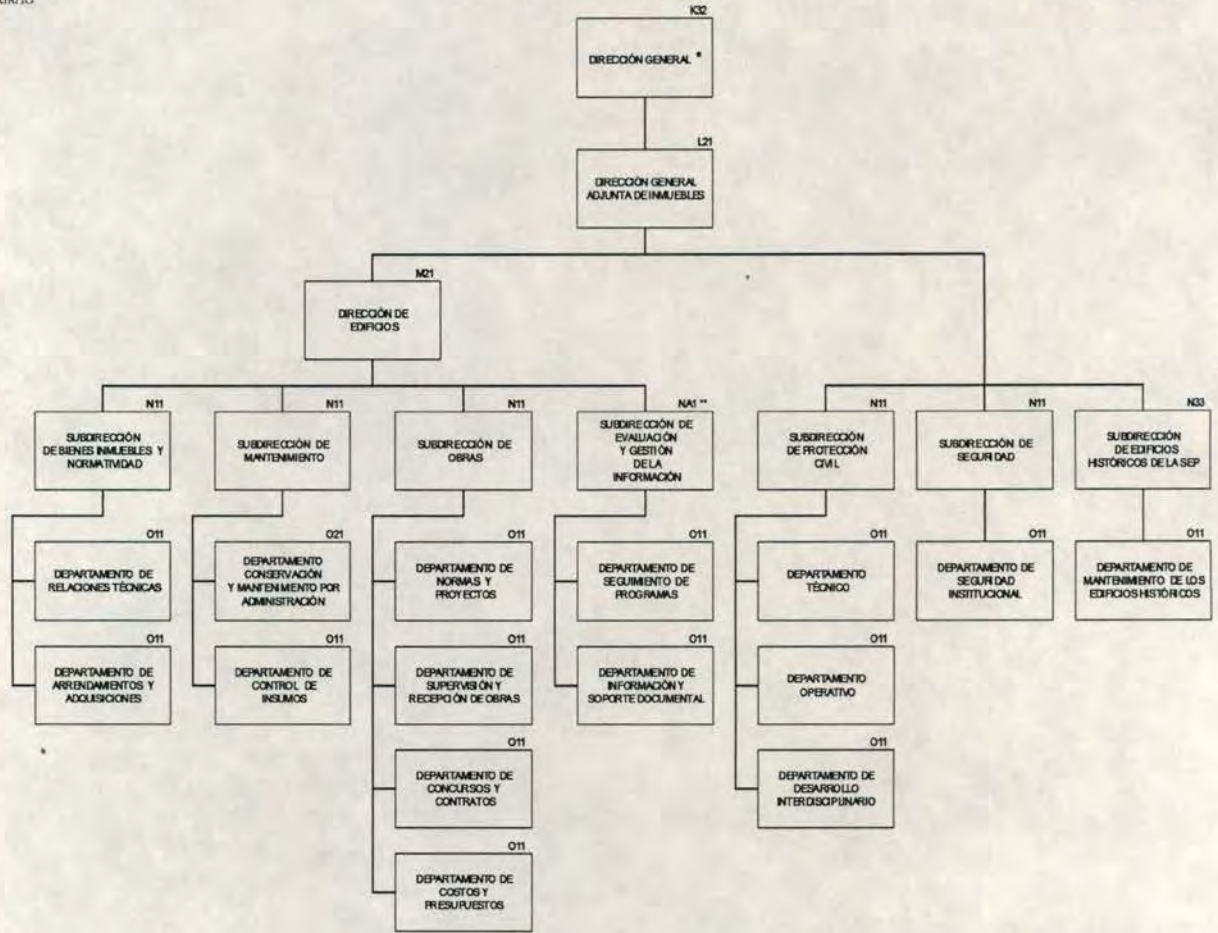 K32
DIRECCIÓN GENERAL *
L21
DIRECCIÓN GENERAL
ADJUNTA DE INMUEBLES
M21
DIRECCIÓN DE
EDIFICIOS
N11
SUBDIRECCIÓN
DE BIENES INMUEBLES Y
NORMATIVIDAD
N11
SUBDIRECCIÓN DE
MANTENIMIENTO
N11
SUBDIRECCIÓN DE
OBRAS
NA1 **
SUBDIRECCIÓN DE
EVALUACIÓN
Y GESTIÓN
DE LA
INFORMACIÓN
N11
SUBDIRECCIÓN
DE PROTECCIÓN
CIVIL
N11
SUBDIRECCIÓN DE
SEGURIDAD
N33
SUBDIRECCIÓN
DE EDIFICIOS
HISTÓRICOS DE LA SEP
O11
DEPARTAMENTO DE
RELACIONES TÉCNICAS
O21
DEPARTAMENTO
CONSERVACIÓN
Y MANTENIMIENTO POR
ADMINISTRACIÓN
O11
DEPARTAMENTO DE
NORMAS Y
PROYECTOS
O11
DEPARTAMENTO DE
SEGUIMIENTO DE
PROGRAMAS
O11
DEPARTAMENTO
TÉCNICO
O11
DEPARTAMENTO DE
SEGURIDAD
INSTITUCIONAL
O11
DEPARTAMENTO DE
MANTENIMIENTO DE LOS
EDIFICIOS HISTÓRICOS
O11
DEPARTAMENTO DE
ARRENDAMIENTOS Y
ADQUISICIONES
O11
DEPARTAMENTO DE
CONTROL DE
INSUMOS
O11
DEPARTAMENTO DE
SUPERVISIÓN Y
RECEPCIÓN DE OBRAS
O11
DEPARTAMENTO DE
INFORMACIÓN Y
SOPORTE DOCUMENTAL
O11
DEPARTAMENTO
OPERATIVO
O11
DEPARTAMENTO DE
CONCURSOS Y
CONTRATOS
O11
DEPARTAMENTO DE
DESARROLLO
INTERDISCIPLINARIO
O11
DEPARTAMENTO DE
COSTOS Y
PRESUPUESTOS